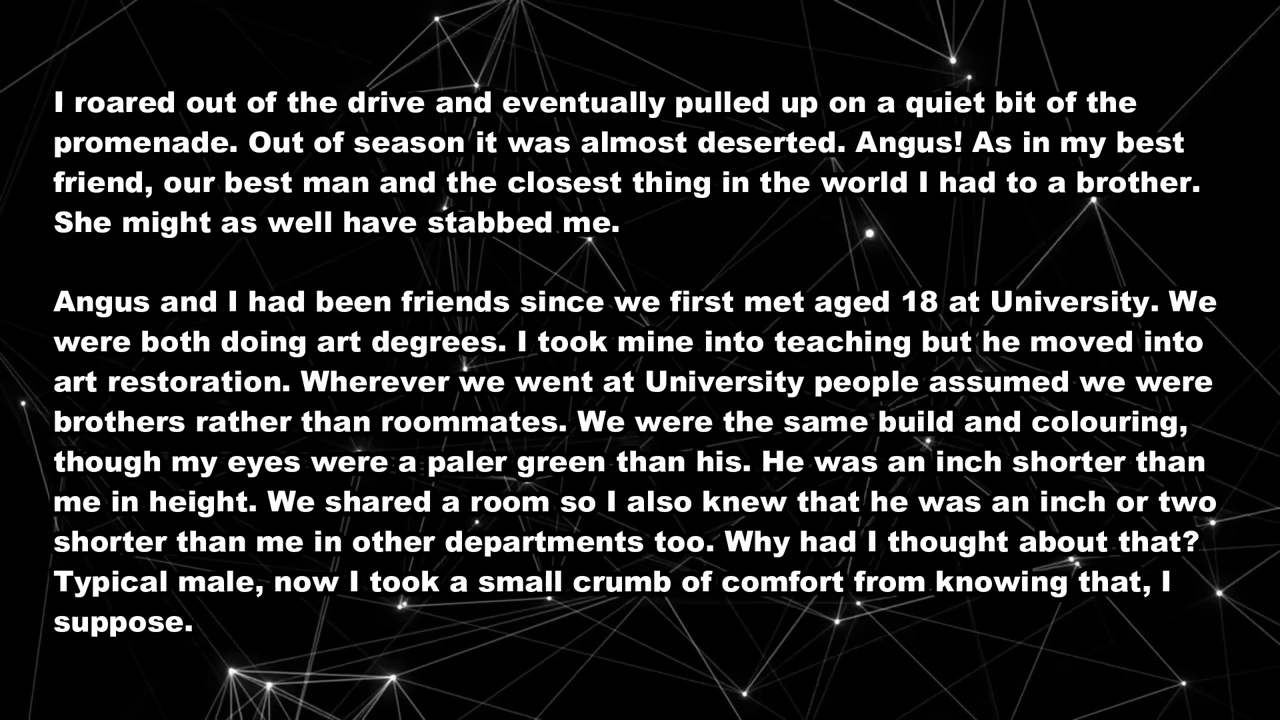 I roared out of the drive and eventually pulled up on a quiet bit of the
promenade. Out of season it was almost deserted. Angus! As in my best
friend, our best man and the closest thing in the world I had to a brother.
She might as well have stabbed me.
Angus and I had been friends since we first met aged 18 at University. We
were both doing art degrees. I took mine into teaching but he moved into
art restoration. Wherever we went at University people assumed we were
brothers rather than roommates. We were the same build and colouring,
though my eyes were a paler green than his. He was an inch shorter than
me in height. We shared a room so I also knew that he was an inch or two
shorter than me in other departments too. Why had I thought about that?
Typical male, now I took a small crumb of comfort from knowing that, I
suppose.